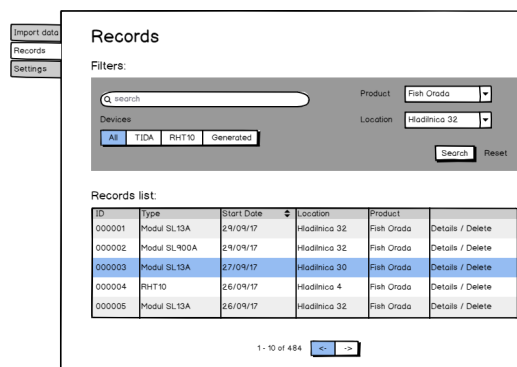 Import data
Records
Settings
Records
Filters:
search
Product Fish Orada
Devices
Location Hladilnica 32
All TIDA RHT10 Generated
Search Reset
Records list:
ID Type Start Date Location Product
000001 Modul SL13A 29/09/17 Hladilnica 32 Fish Orada Details / Delete
000002 Modul SL900A 29/09/17 Hladilnica 32 Fish Orada Details / Delete
000003 Modul SL13A 27/09/17 Hladilnica 30 Fish Orada Details / Delete
000004 RHT10 26/09/17 Hladilnica 4 Fish Orada Details / Delete
000005 Modul SL13A 26/09/17 Hladilnica 32 Fish Orada Details / Delete
1 - 10 of 484 <- ->